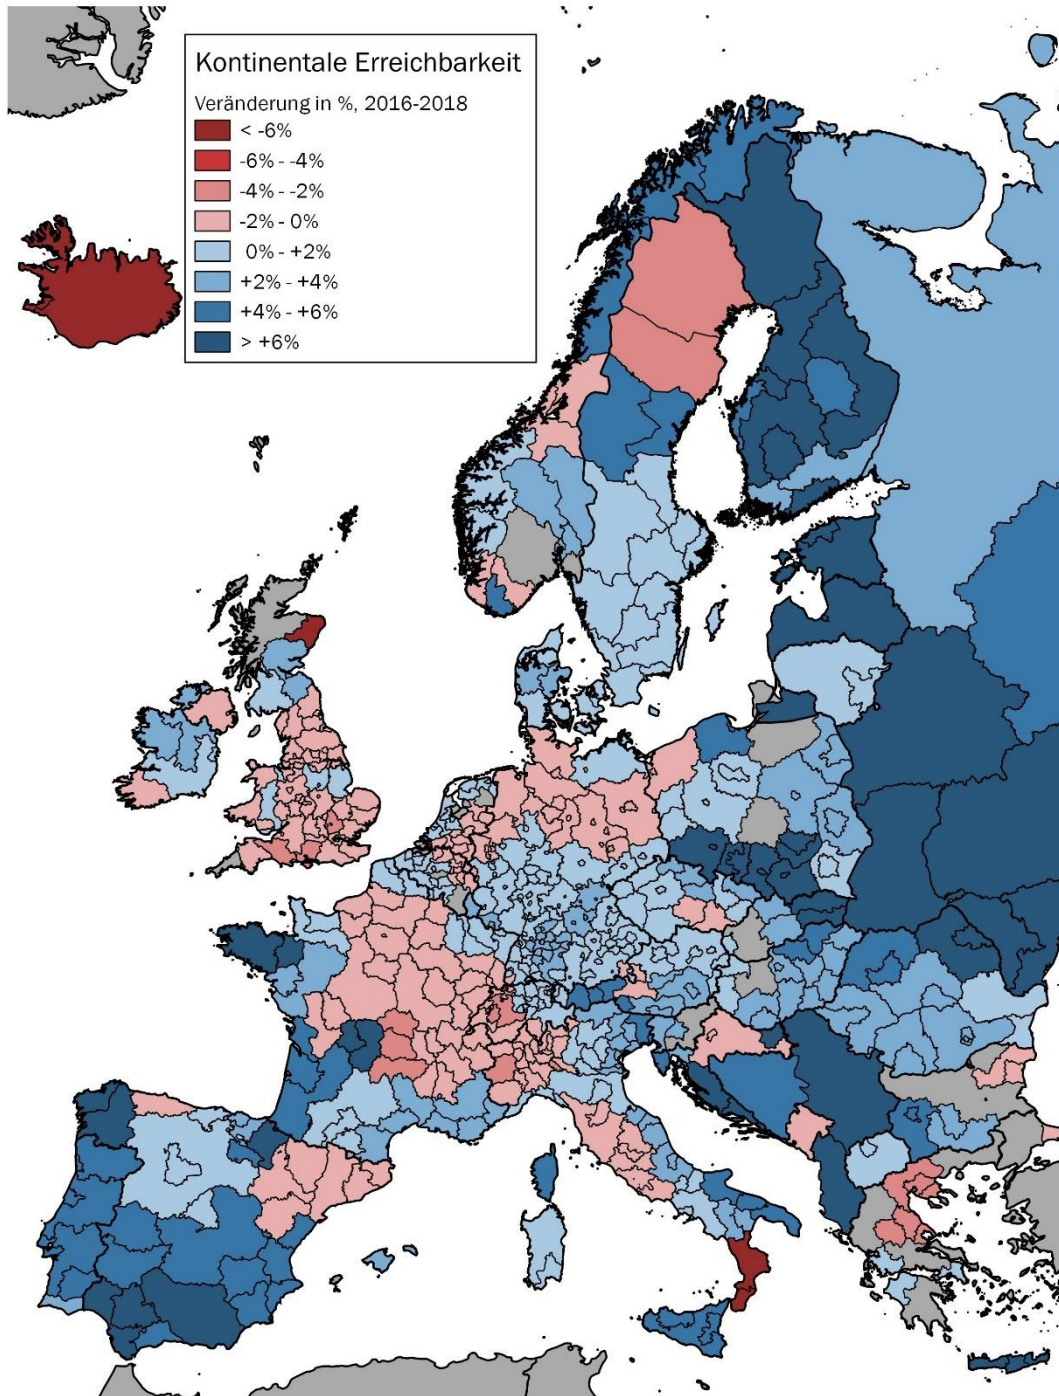 Kontinentale Erreichbarkeit
Veränderung in %, 2016-2018
< -6%
-6% - -4%
-4% - -2%
-2% - 0%
0% - +2%
+2% - +4%
+4% - +6%
> +6%